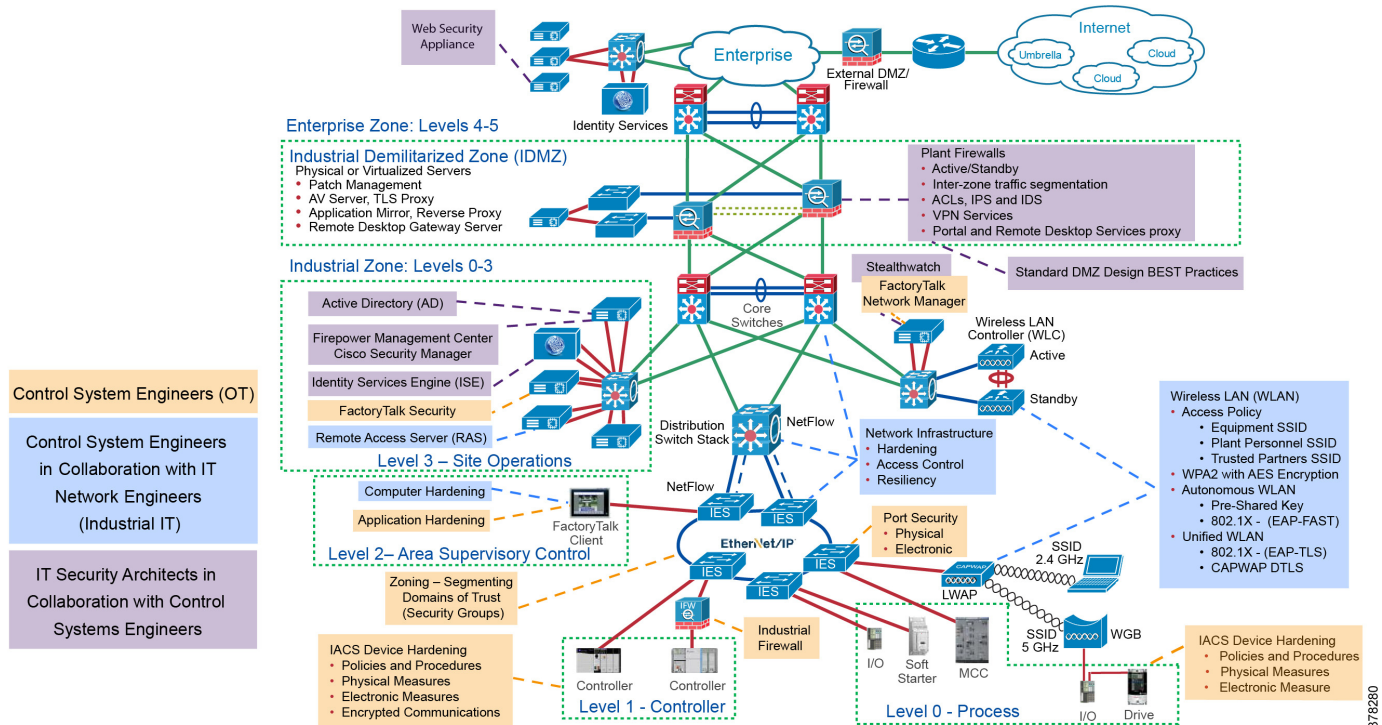 Web Security
Appliance
Identity Services
Enterprise
External DMZ/
Firewall
Internet
Umbrella
Cloud
Cloud
Enterprise Zone: Levels 4-5
Industrial Demilitarized Zone (IDMZ)
Physical or Virtualized Servers
• Patch Management
• AV Server, TLS Proxy
• Application Mirror, Reverse Proxy
• Remote Desktop Gateway Server
Plant Firewalls
• Active/Standby
• Inter-zone traffic segmentation
• ACLs, IPS and IDS
• VPN Services
• Portal and Remote Desktop Services proxy
Standard DMZ Design BEST Practices
Industrial Zone: Levels 0-3
Active Directory (AD)
Firepower Management Center
Cisco Security Manager
Identity Services Engine (ISE)
FactoryTalk Security
Remote Access Server (RAS)
Level 3 – Site Operations
Core
Switches
Stealthwatch
FactoryTalk
Network Manager
Wireless LAN
Controller (WLC)
Active
Standby
Distribution
Switch Stack
NetFlow
NetFlow
Network Infrastructure
• Hardening
• Access Control
• Resiliency
Wireless LAN (WLAN)
• Access Policy
• Equipment SSID
• Plant Personnel SSID
• Trusted Partners SSID
• WPA2 with AES Encryption
• Autonomous WLAN
• Pre-Shared Key
• 802.1X - (EAP-FAST)
• Unified WLAN
• 802.1X - (EAP-TLS)
• CAPWAP DTLS
Control System Engineers (OT)
Control System Engineers
in Collaboration with IT
Network Engineers
(Industrial IT)
IT Security Architects in
Collaboration with Control
Systems Engineers
Computer Hardening
Application Hardening
FactoryTalk
Client
Level 2– Area Supervisory Control
IES
IES
EtherNet/IP
IES
IES
IES
Port Security
• Physical
• Electronic
CAPWAP
LWAP
SSID
2.4 GHz
SSID
5 GHz
WGB
Zoning – Segmenting
Domains of Trust
(Security Groups)
IFW
Industrial
Firewall
IACS Device Hardening
• Policies and Procedures
• Physical Measures
• Electronic Measures
• Encrypted Communications
Controller
Controller
Level 1 - Controller
I/O
Soft
Starter
MCC
Level 0 - Process
I/O
Drive
IACS Device Hardening
• Policies and Procedures
• Physical Measures
• Electronic Measure
378280